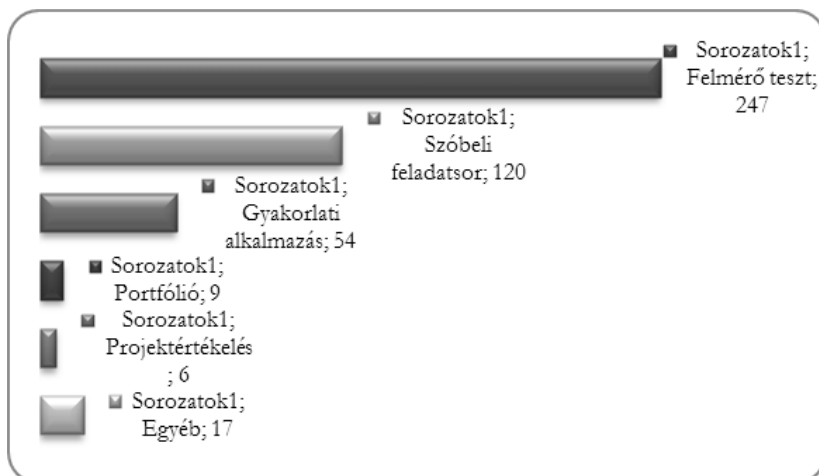 Sorozatok1;
Felmérő teszt;
247
Sorozatok1;
Szóbeli
feladatsor; 120
Sorozatok1;
Gyakorlati
alkalmazás; 54
Sorozatok1;
Portfólió; 9
Sorozatok1;
Projektértékelés
; 6
Sorozatok1;
Egyéb; 17